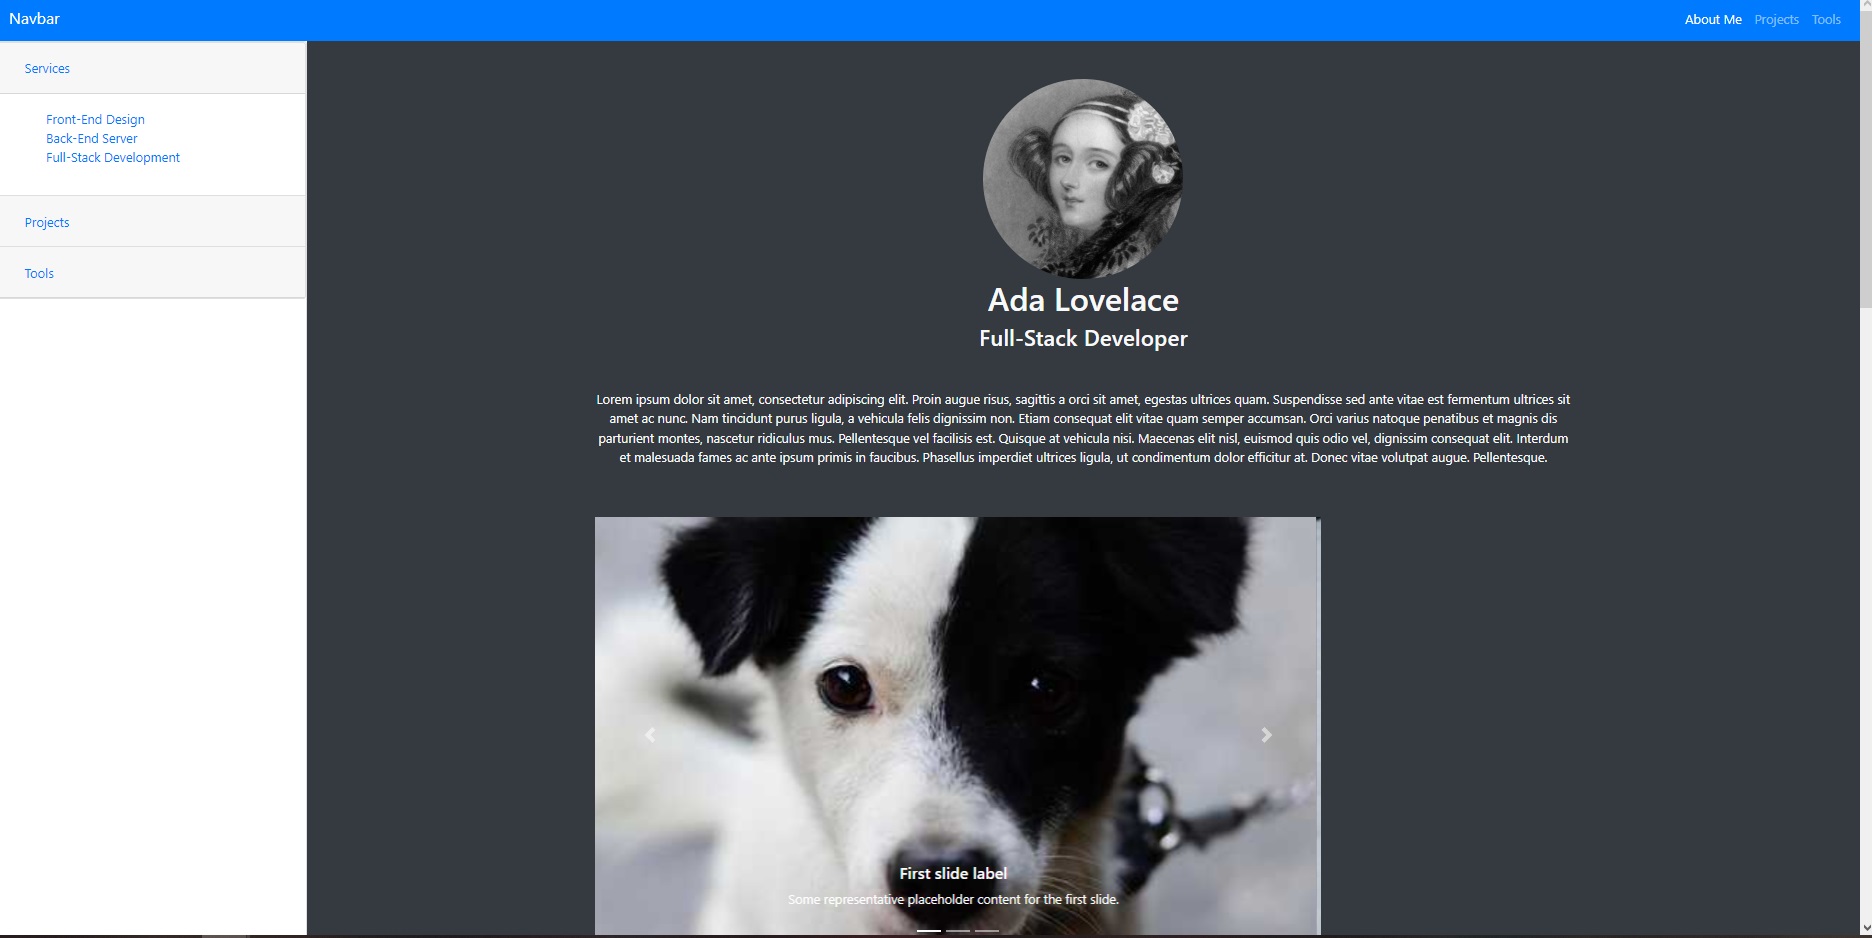 Navbar
About Me Projects Tools
Services
Front-End Design
Back-End Server
Full-Stack Development
Projects
Tools
Ada Lovelace
Full-Stack Developer
Lorem ipsum dolor sit amet, consectetur adipiscing elit. Proin augue risus, sagittis a orci sit amet, egestas ultrices quam. Suspendisse sed ante vitae est fermentum ultrices sit
amet ac nunc. Nam tincidunt purus ligula, a vehicula felis dignissim non. Etiam consequat elit vitae quam semper accumsan. Orci varius natoque penatibus et magnis dis
parturient montes, nascetur ridiculus mus. Pellentesque vel facilisis est. Quisque at vehicula nisi. Maecenas elit nisl, euismod quis odio vel, dignissim consequat elit. Interdum
et malesuada fames ac ante ipsum primis in faucibus. Phasellus imperdiet ultrices ligula, ut condimentum dolor efficitur at. Donec vitae volutpat augue. Pellentesque.
First slide label
Some representative placeholder content for the first slide.